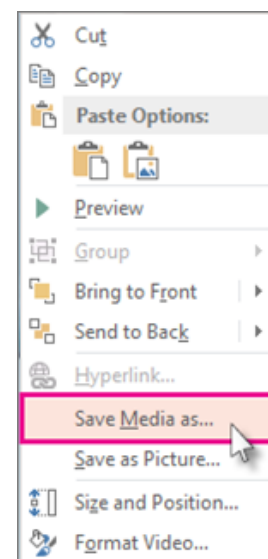 Cut
Copy
Paste Options:
Preview
Group
Bring to Front
Send to Back
Hyperlink...
Save Media as...
Save as Picture...
Size and Position...
Format Video...